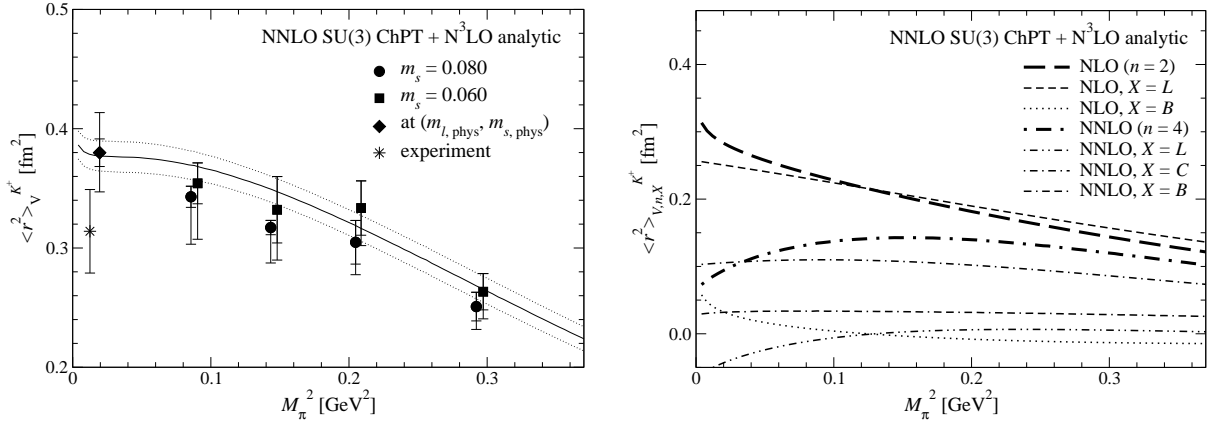 NNLO SU(3) ChPT + N³LO analytic
m_s = 0.080
m_s = 0.060
at (m_{l, phys}, m_{s, phys})
experiment
0.5
0.4
0.3
0.2
<r²>_V^{K⁺} [fm²]
0
0.1
0.2
0.3
M_π² [GeV²]
NNLO SU(3) ChPT + N³LO analytic
NLO (n = 2)
NLO, X = L
NLO, X = B
NNLO (n = 4)
NNLO, X = L
NNLO, X = C
NNLO, X = B
0.4
0.2
0.0
<r²>_{V,n,X}^{K⁺} [fm²]
0
0.1
0.2
0.3
M_π² [GeV²]